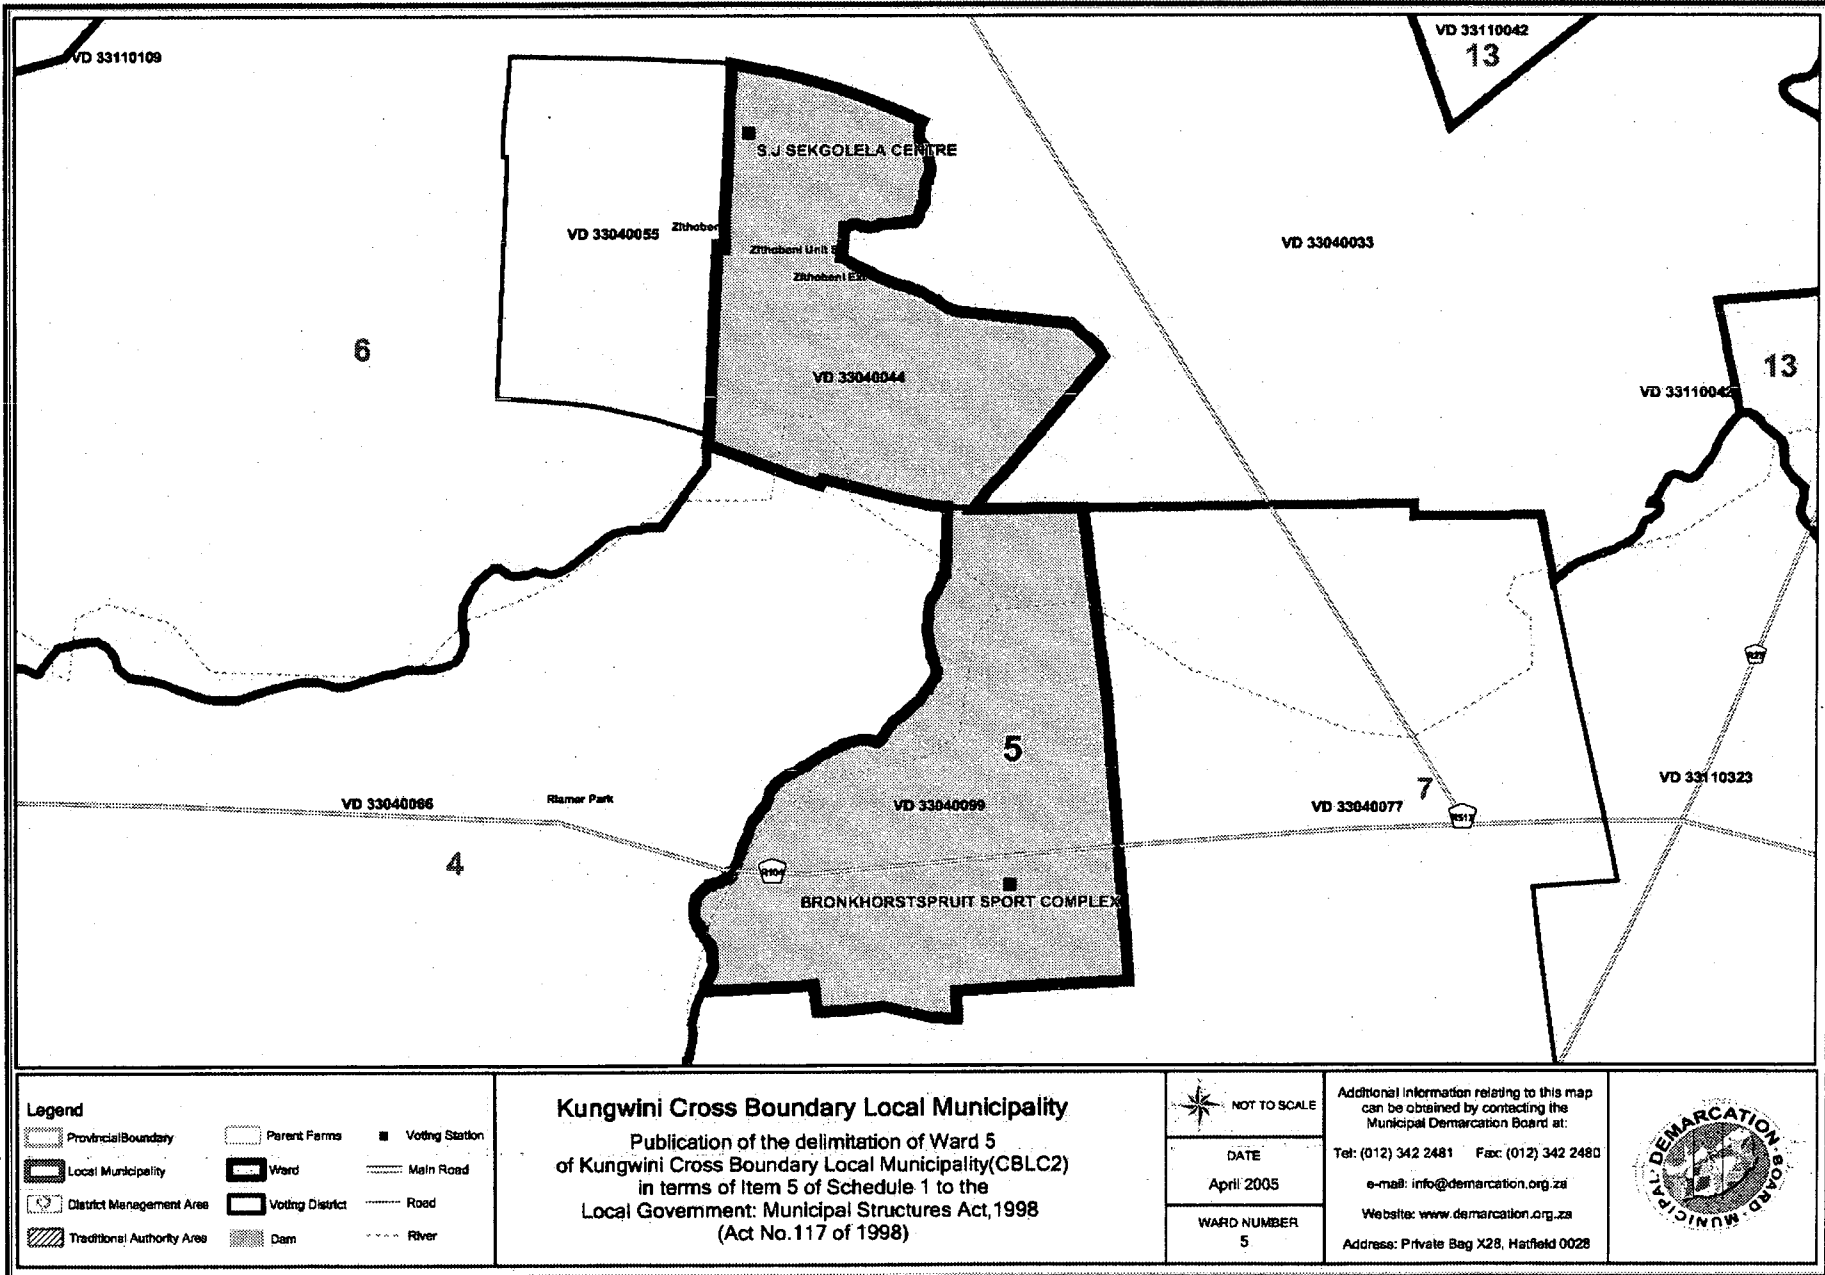 VD 33110109
VD 33110042
13
S.J SEKGOLELA CENTRE
VD 33040055
Zithobeni Unit
VD 33040033
6
VD 33040044
13
VD 33110042
5
VD 33040099
7
VD 33040077
VD 33110323
VD 33040066
Riamar Park
4
R104
BRONKHORSTSPRUIT SPORT COMPLEX
Legend
Provincial Boundary
Local Municipality
District Management Area
Traditional Authority Area
Parent Farms
Ward
Voting District
Dam
Voting Station
Main Road
Road
River
Kungwini Cross Boundary Local Municipality
Publication of the delimitation of Ward 5
of Kungwini Cross Boundary Local Municipality(CBLC2)
in terms of Item 5 of Schedule 1 to the
Local Government: Municipal Structures Act,1998
(Act No.117 of 1998)
NOT TO SCALE
DATE
April 2005
WARD NUMBER
5
Additional information relating to this map
can be obtained by contacting the
Municipal Demarcation Board at:
Tel: (012) 342 2481 Fax: (012) 342 2480
e-mail: info@demarcation.org.za
Website: www.demarcation.org.za
Address: Private Bag X28, Hatfield 0028
MUNICIPAL DEMARCATION BOARD